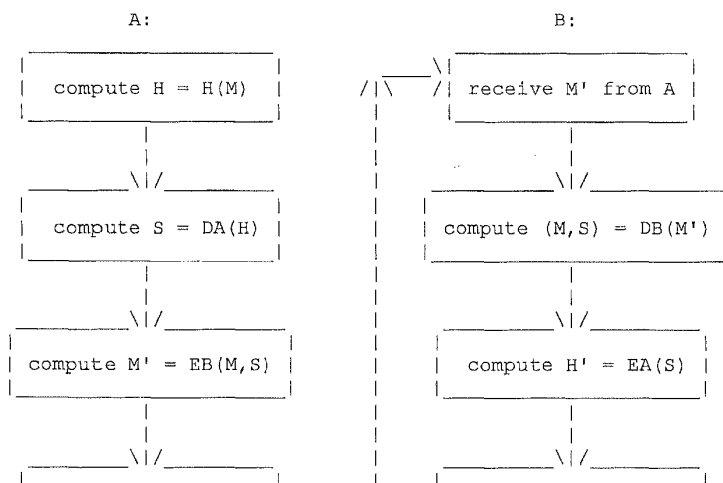 A:
compute H = H(M)
compute S = DA(H)
compute M' = EB(M,S)
B:
receive M' from A
compute (M,S) = DB(M')
compute H' = EA(S)